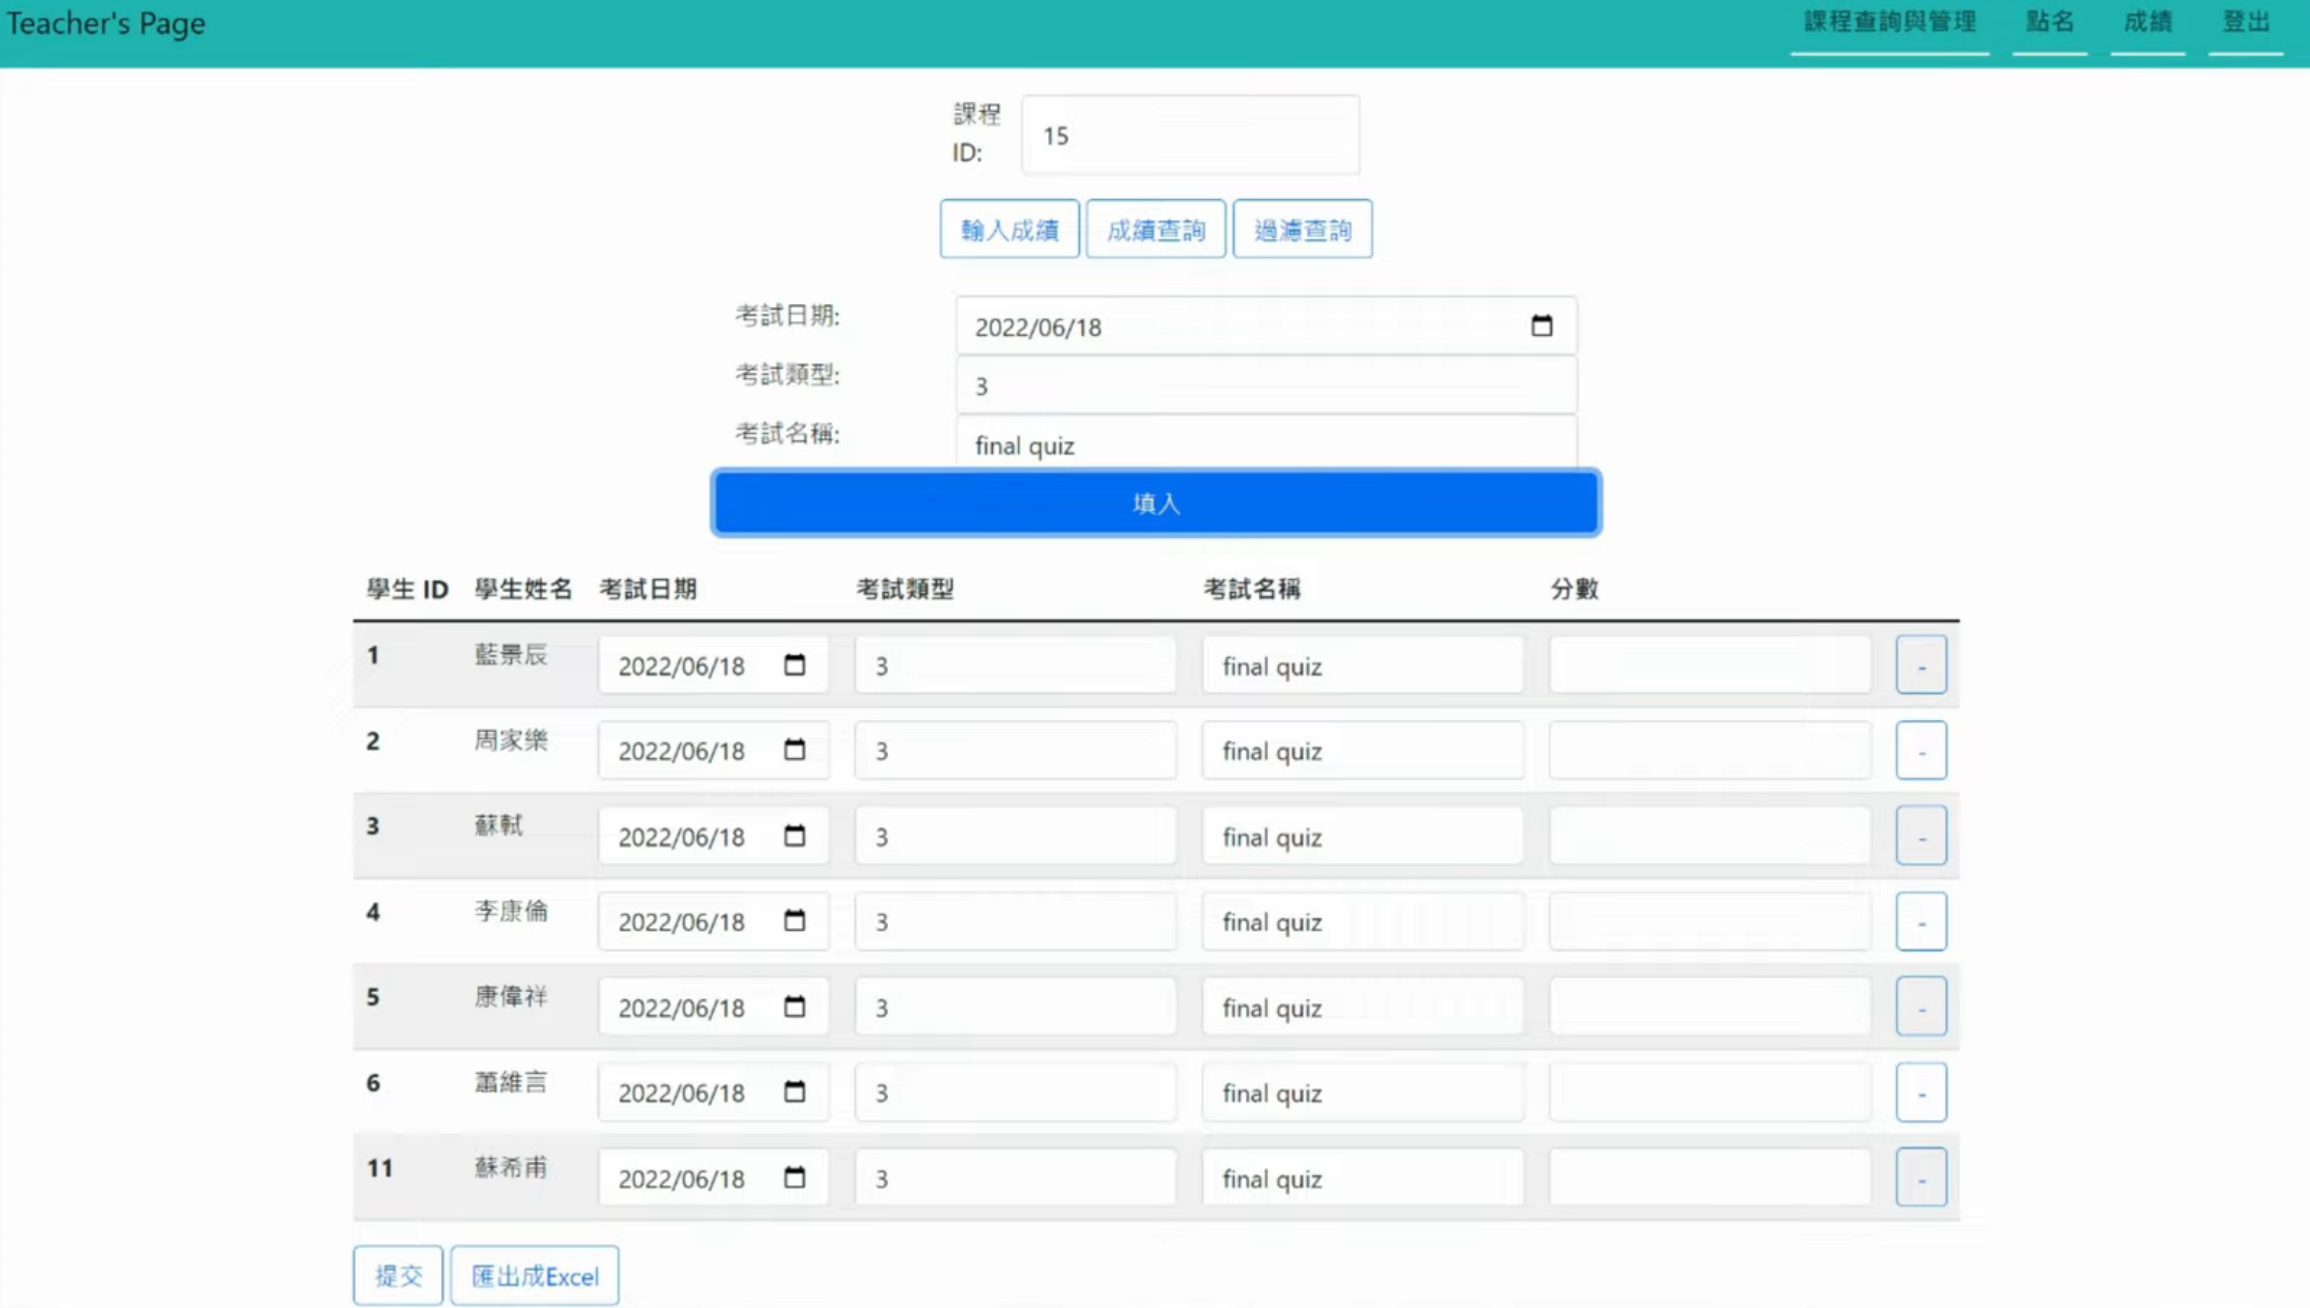 Teacher's Page 課程查詢與管理 點名 成績 登出
課程
ID:
15
輸入成績 成績查詢 過濾查詢
考試日期: 2022/06/18
考試類型: 3
考試名稱: final quiz
填入
學生 ID 學生姓名 考試日期 考試類型 考試名稱 分數
1 藍景辰 2022/06/18 3 final quiz -
2 周家樂 2022/06/18 3 final quiz -
3 蘇軾 2022/06/18 3 final quiz -
4 李康倫 2022/06/18 3 final quiz -
5 康偉祥 2022/06/18 3 final quiz -
6 蕭維言 2022/06/18 3 final quiz -
11 蘇希甫 2022/06/18 3 final quiz -
提交 匯出成Excel